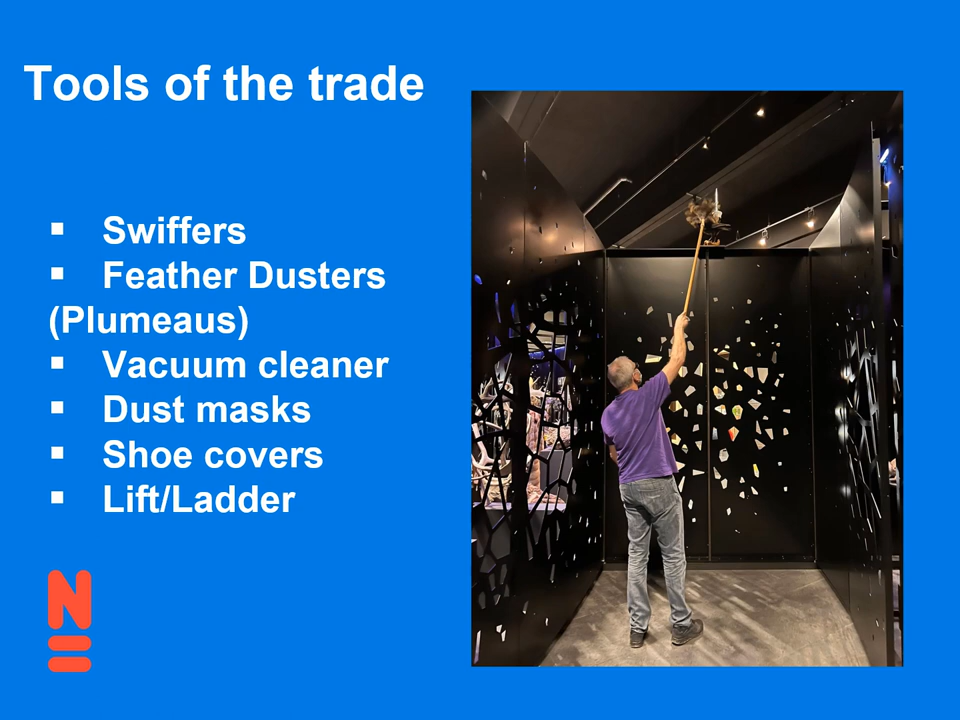 Tools of the trade
▪ Swiffers
▪ Feather Dusters
(Plumeaus)
▪ Vacuum cleaner
▪ Dust masks
▪ Shoe covers
▪ Lift/Ladder
N